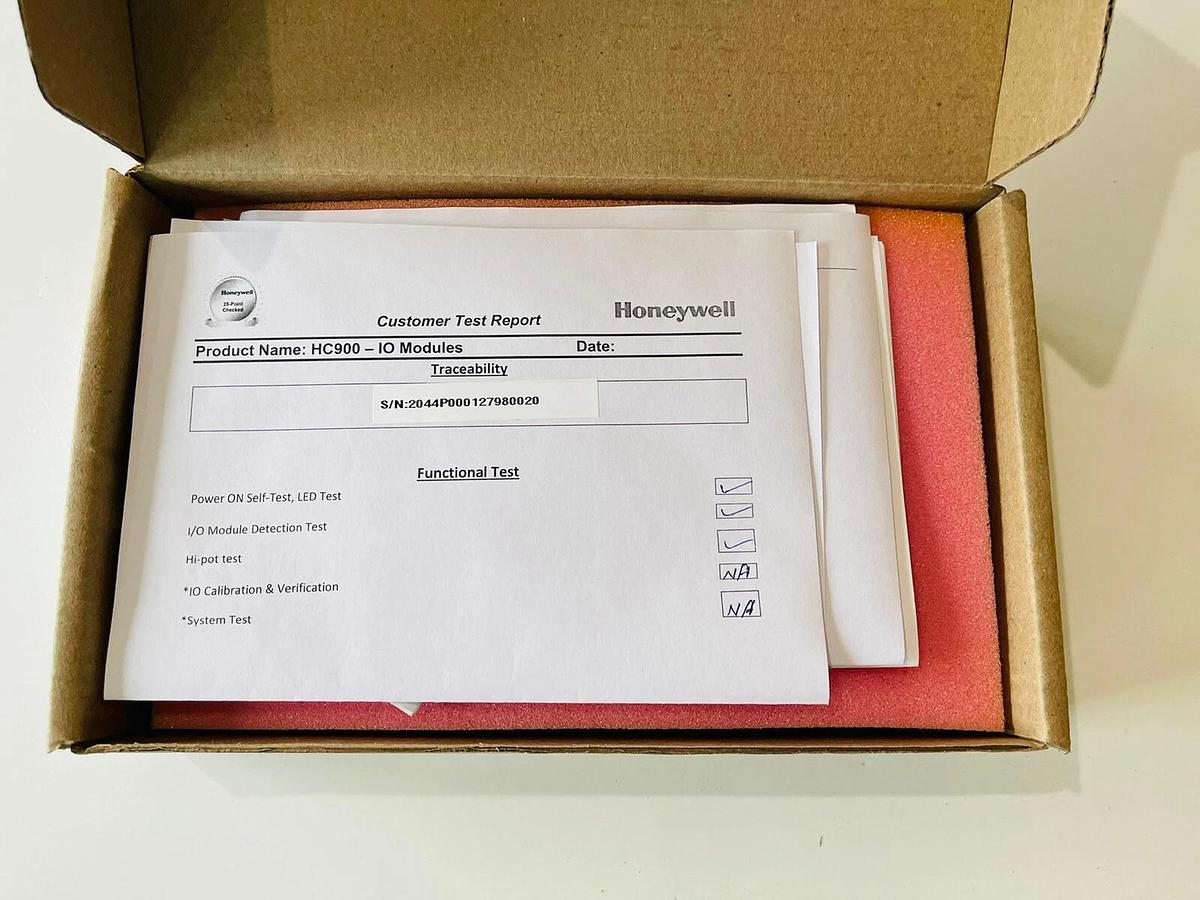 Honeywell
28-Point
Checked
Customer Test Report
Honeywell
Product Name: HC900 – IO Modules Date:
Traceability
S/N:2044P000127980020
Functional Test
Power ON Self-Test, LED Test ✓
I/O Module Detection Test ✓
Hi-pot test ✓
*IO Calibration & Verification NA
*System Test NA